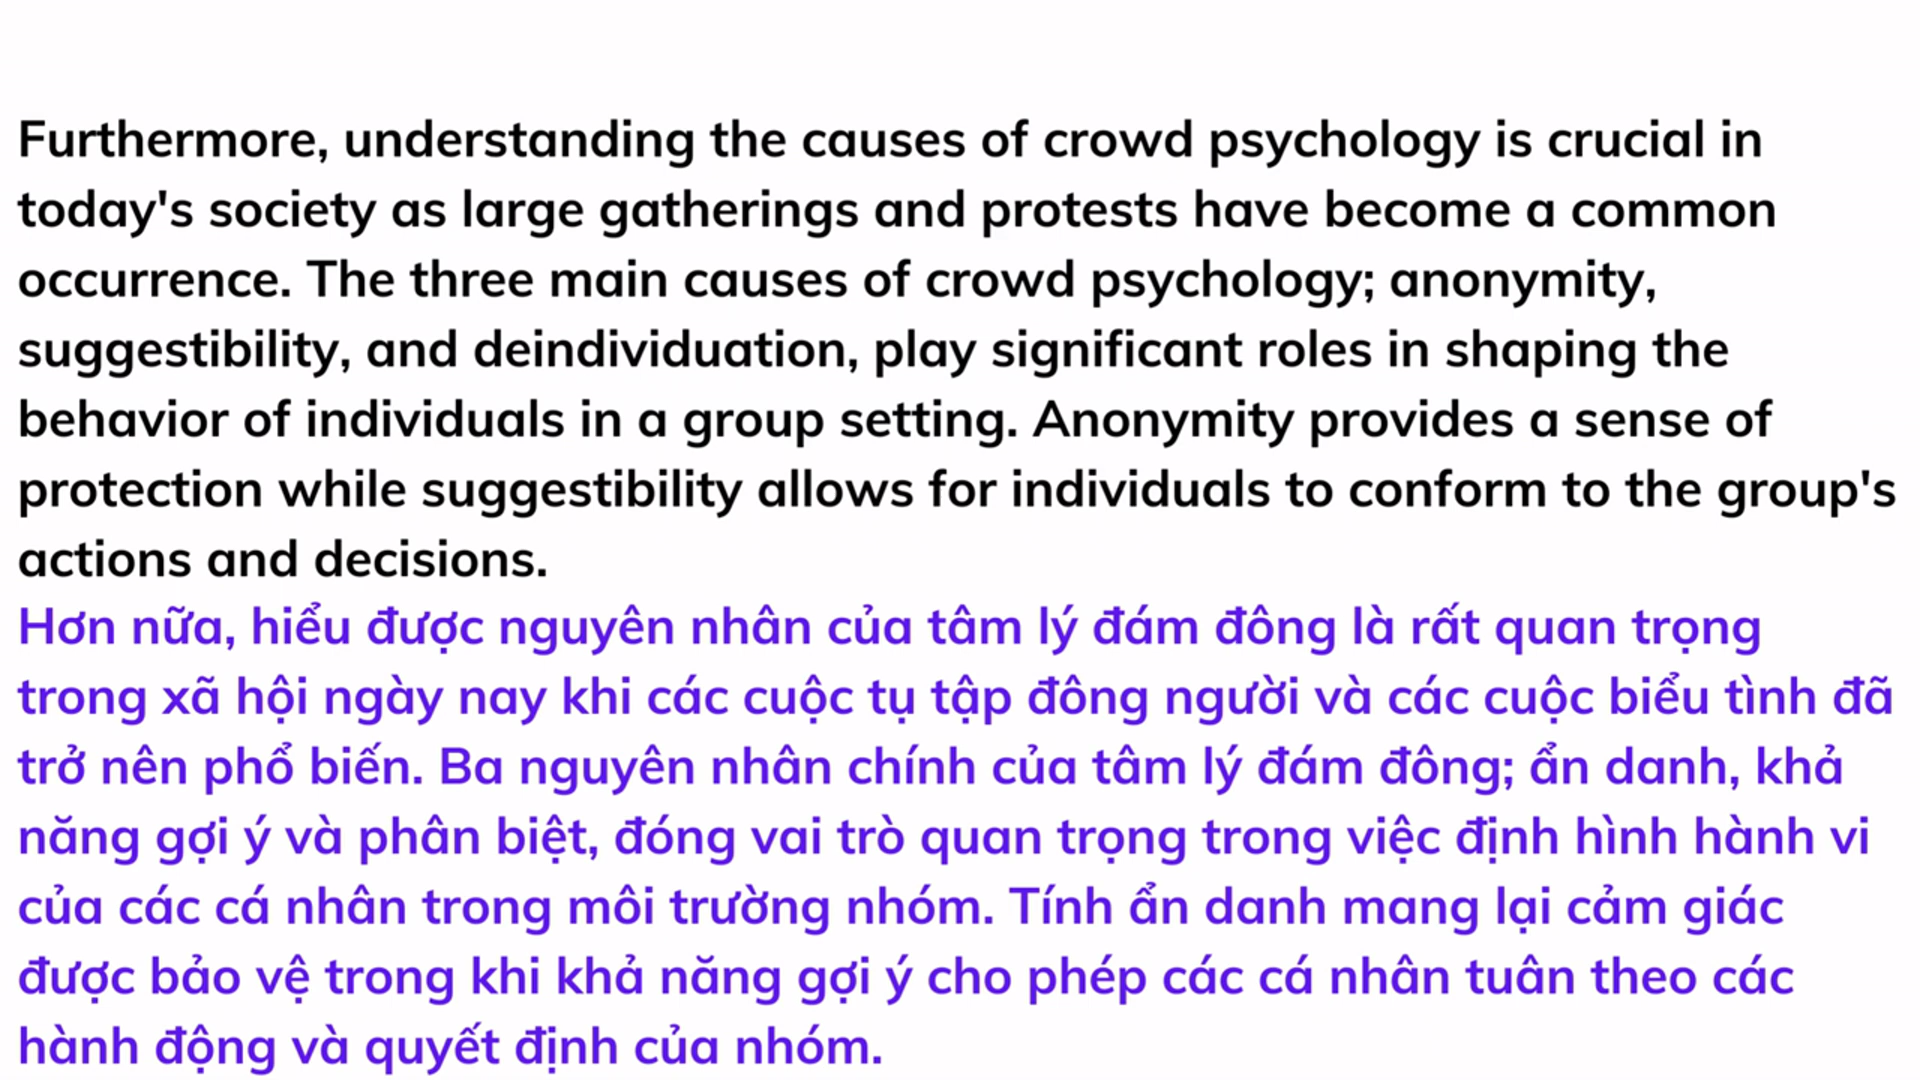 Furthermore, understanding the causes of crowd psychology is crucial in
today's society as large gatherings and protests have become a common
occurrence. The three main causes of crowd psychology; anonymity,
suggestibility, and deindividuation, play significant roles in shaping the
behavior of individuals in a group setting. Anonymity provides a sense of
protection while suggestibility allows for individuals to conform to the group's
actions and decisions.
Hơn nữa, hiểu được nguyên nhân của tâm lý đám đông là rất quan trọng
trong xã hội ngày nay khi các cuộc tụ tập đông người và các cuộc biểu tình đã
trở nên phổ biến. Ba nguyên nhân chính của tâm lý đám đông; ẩn danh, khả
năng gợi ý và phân biệt, đóng vai trò quan trọng trong việc định hình hành vi
của các cá nhân trong môi trường nhóm. Tính ẩn danh mang lại cảm giác
được bảo vệ trong khi khả năng gợi ý cho phép các cá nhân tuân theo các
hành động và quyết định của nhóm.